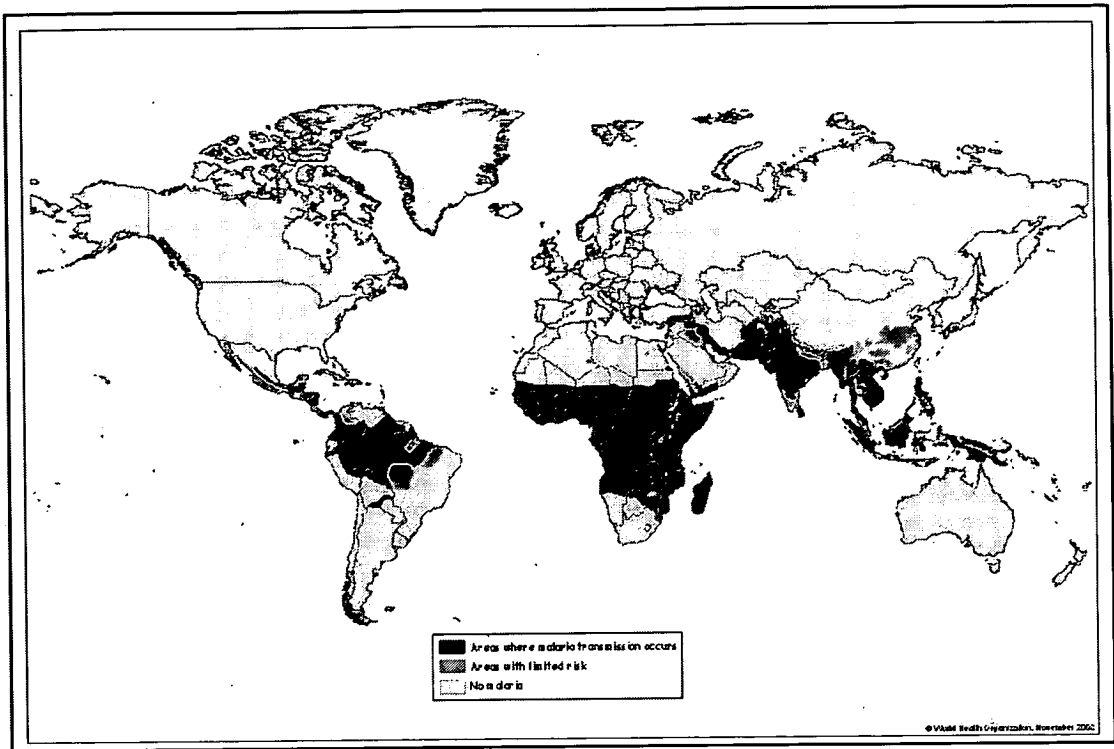 Areas where malaria transmission occurs
Areas with limited risk
No malaria
© World Health Organization, November 2002